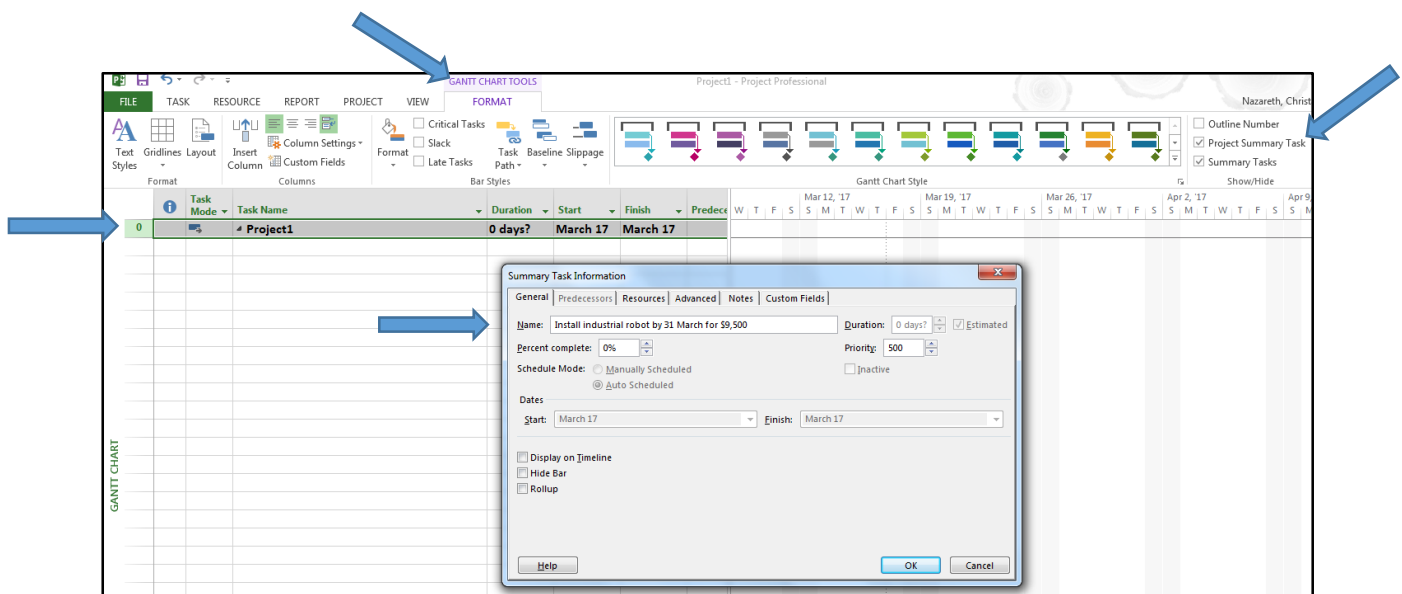 GANTT CHART TOOLS Project1 - Project Professional
FILE TASK RESOURCE REPORT PROJECT VIEW FORMAT Nazareth, Christ
Text Styles
Gridlines
Layout
Format
Insert Column
Column Settings
Custom Fields
Columns
Format
Critical Tasks
Slack
Late Tasks
Task Path
Baseline
Slippage
Bar Styles
Gantt Chart Style
Outline Number
Project Summary Task
Summary Tasks
Show/Hide
Task Mode Task Name Duration Start Finish Predece
Mar 12, '17 Mar 19, '17 Mar 26, '17 Apr 2, '17 Apr 9,
W T F S S M T W T F S S M T W T F S S M T W T F S S M T W T F S S M
0 Project1 0 days? March 17 March 17
GANTT CHART
Summary Task Information
General Predecessors Resources Advanced Notes Custom Fields
Name: Install industrial robot by 31 March for $9,500 Duration: 0 days? Estimated
Percent complete: 0% Priority: 500
Schedule Mode: Manually Scheduled Inactive
Auto Scheduled
Dates
Start: March 17 Finish: March 17
Display on Timeline
Hide Bar
Rollup
Help OK Cancel